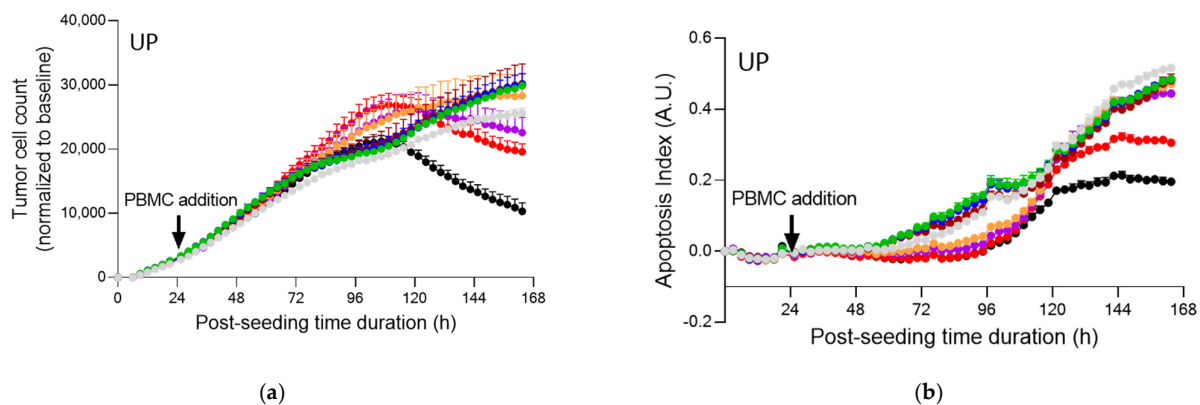 UP
40,000
30,000
20,000
10,000
0
Tumor cell count
(normalized to baseline)
PBMC addition
0 24 48 72 96 120 144 168
Post-seeding time duration (h)
(a)
UP
0.6
0.4
0.2
0.0
-0.2
Apoptosis Index (A.U.)
PBMC addition
24 48 72 96 120 144 168
Post-seeding time duration (h)
(b)